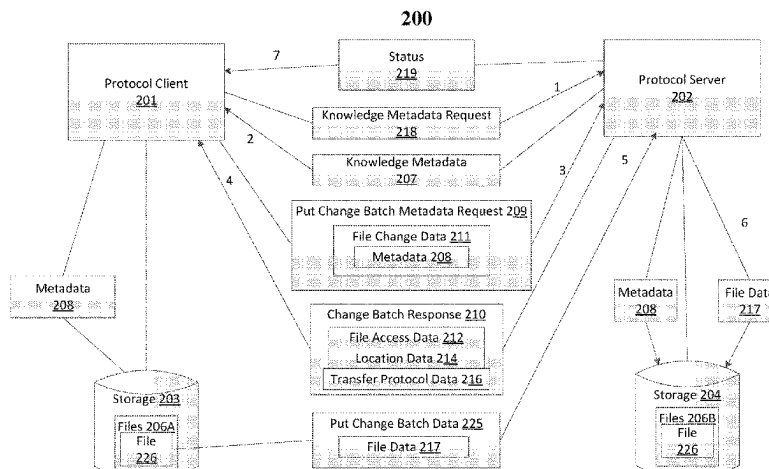 200
7
Status
219
Protocol Client
201
1
Protocol Server
202
Knowledge Metadata Request
218
2
Knowledge Metadata
207
3
5
4
Put Change Batch Metadata Request 209
File Change Data 211
Metadata 208
6
Metadata
208
Change Batch Response 210
File Access Data 212
Location Data 214
Transfer Protocol Data 216
Metadata
208
File Data
217
Storage 203
Files 206A
File
226
Put Change Batch Data 225
File Data 217
Storage 204
Files 206B
File
226